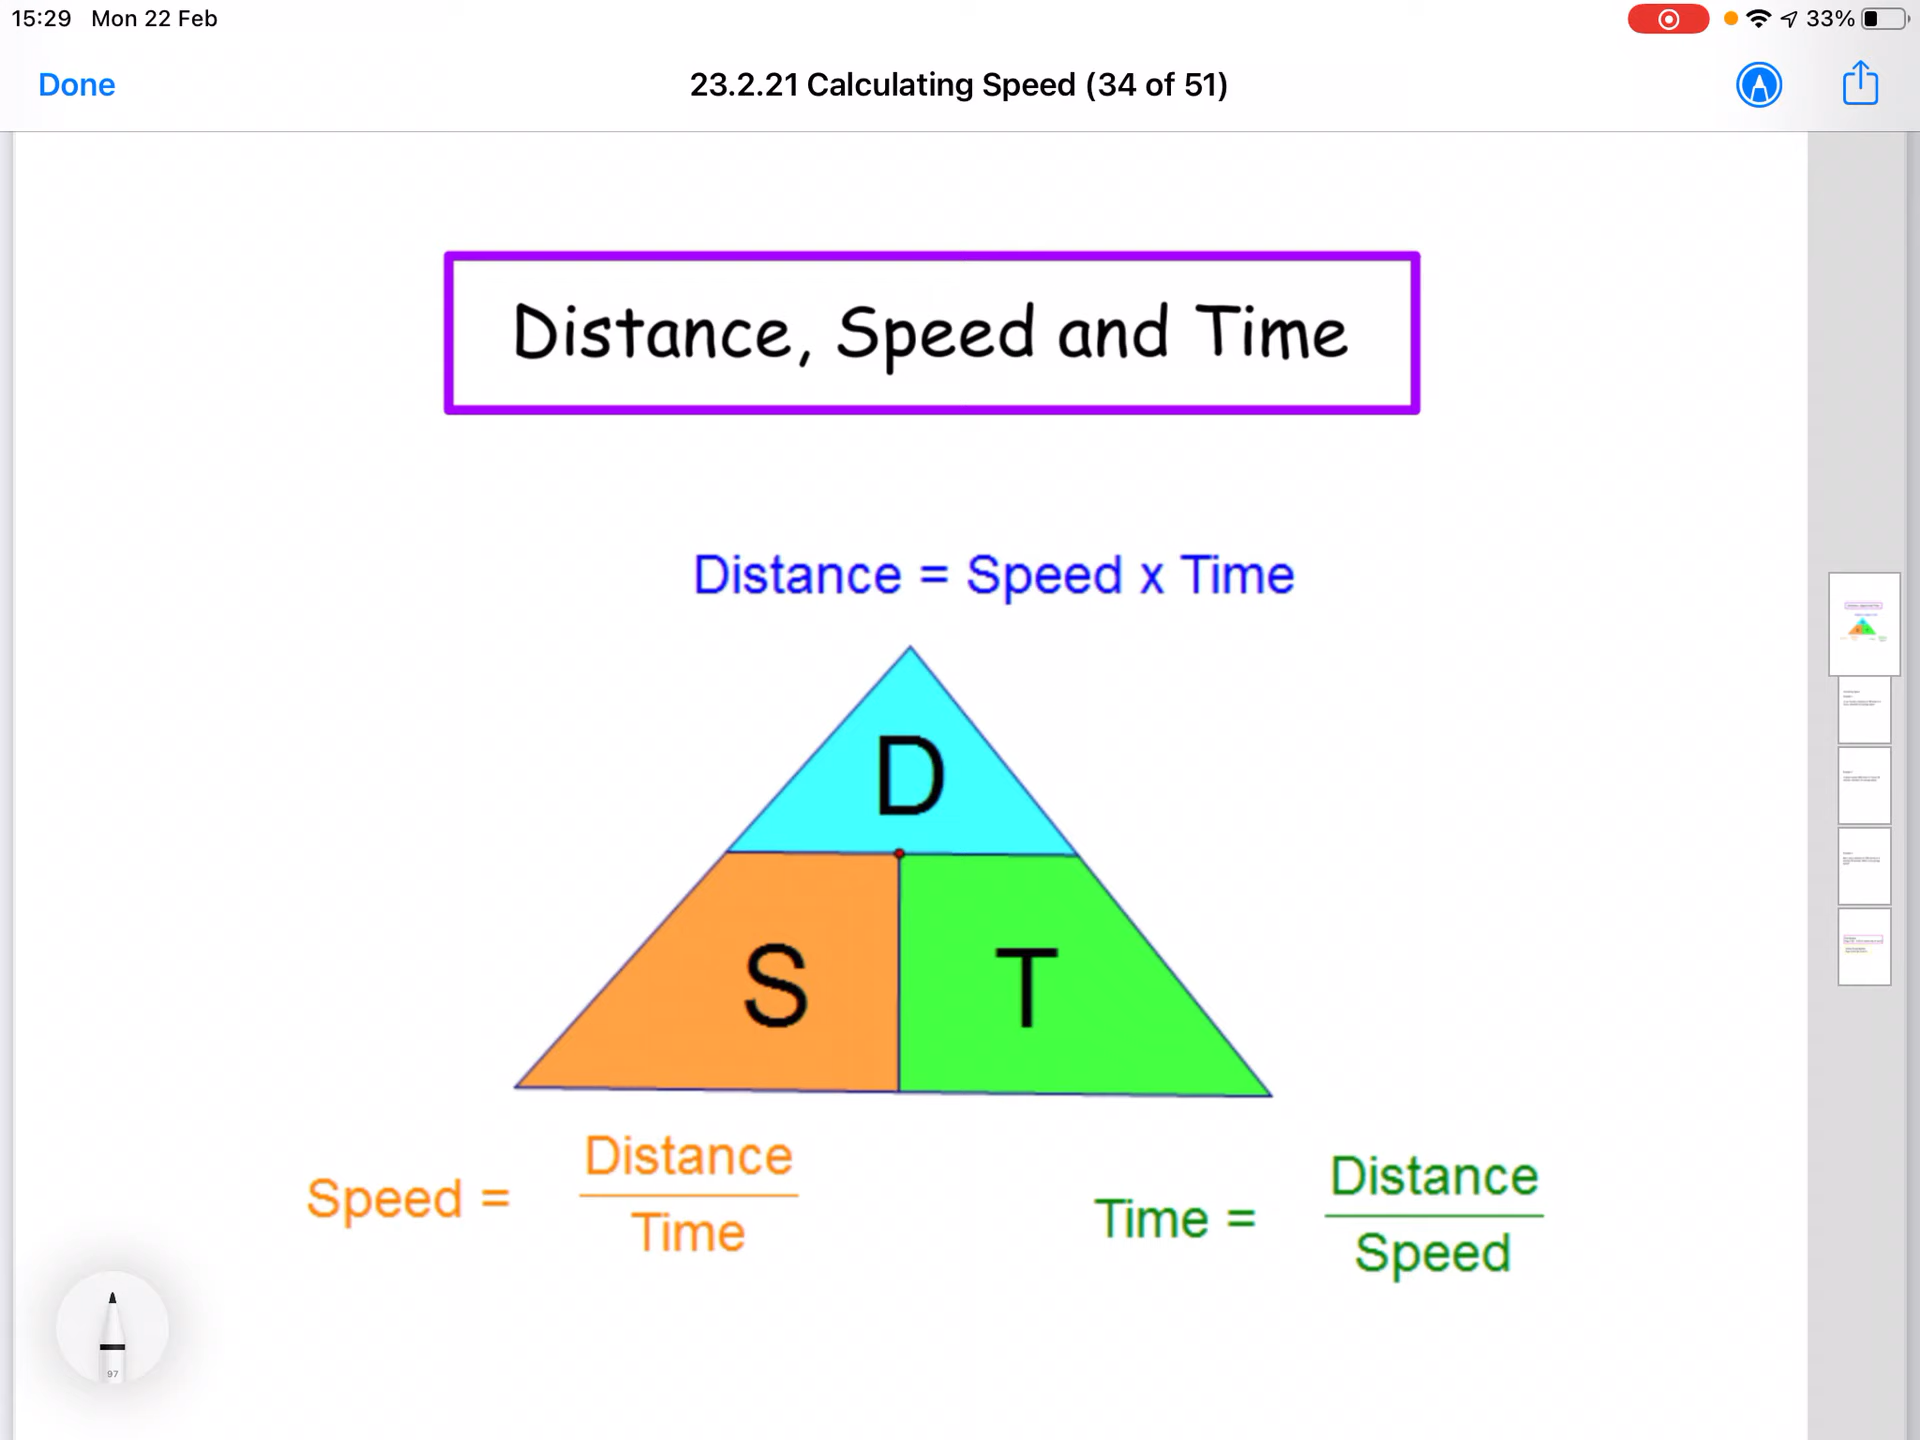 15:29 Mon 22 Feb
33%
Done
23.2.21 Calculating Speed (34 of 51)
Distance, Speed and Time
Distance = Speed x Time
D
S
T
Speed = Distance
Time
Time = Distance
Speed
97